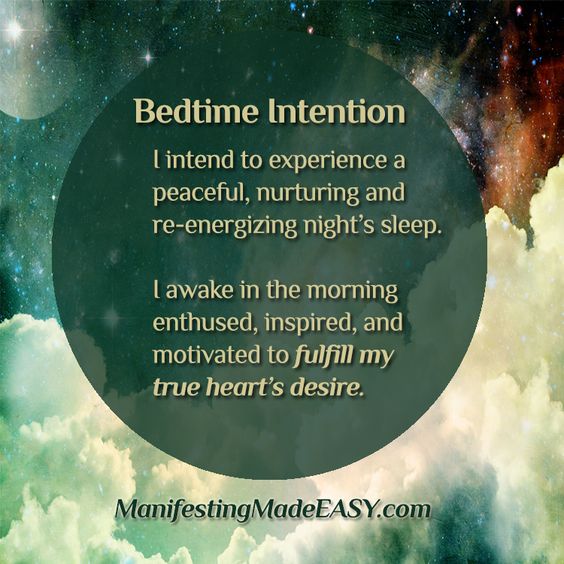 Bedtime Intention
I intend to experience a
peaceful, nurturing and
re-energizing night's sleep.
I awake in the morning
enthused, inspired, and
motivated to fulfill my
true heart's desire.
ManifestingMadeEASY.com